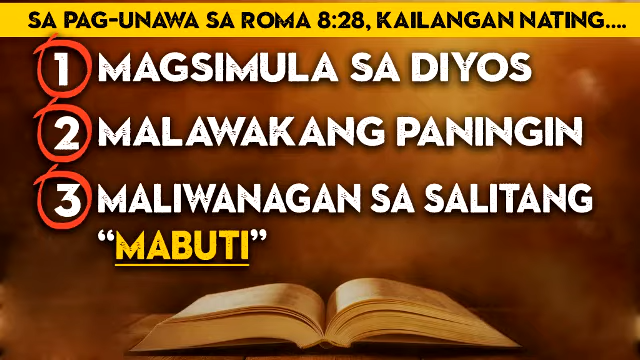 SA PAG-UNAWA SA ROMA 8:28, KAILANGAN NATING....
1 MAGSIMULA SA DIYOS
2 MALAWAKANG PANINGIN
3 MALIWANAGAN SA SALITANG
“MABUTI”